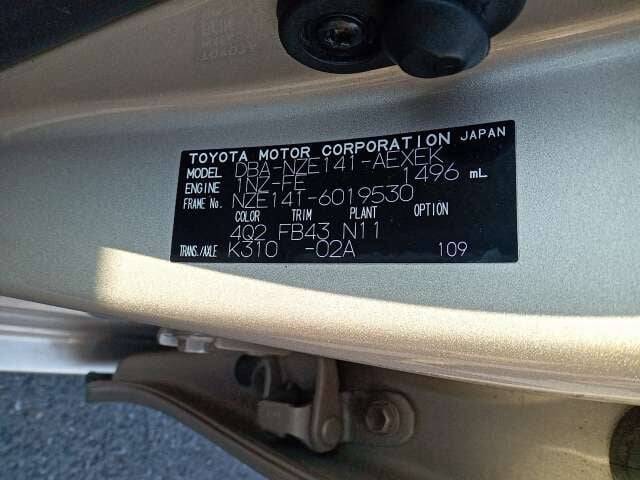 TOYOTA MOTOR CORPORATION JAPAN
MODEL DBA-NZE141-AEXEK
ENGINE 1NZ-FE 1496 mL
FRAME No. NZE141-6019530
COLOR TRIM PLANT OPTION
4Q2 FB43 N11
TRANS./AXLE K310 -02A 109